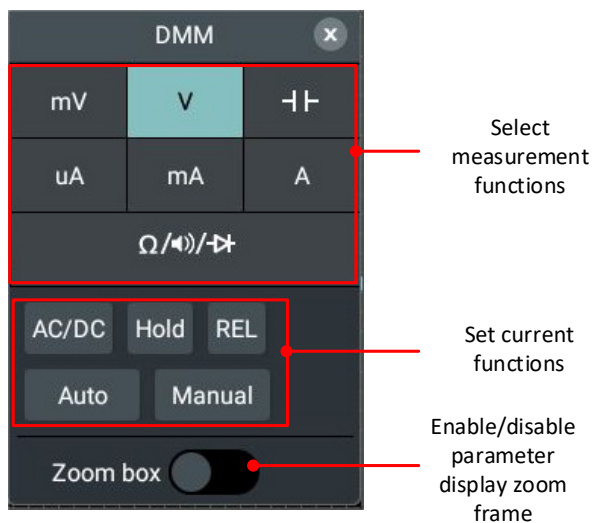 DMM
x
mV V ⊣⊢
uA mA A
Ω/🔊/⯈|
AC/DC Hold REL
Auto Manual
Zoom box
Select
measurement
functions
Set current
functions
Enable/disable
parameter
display zoom
frame